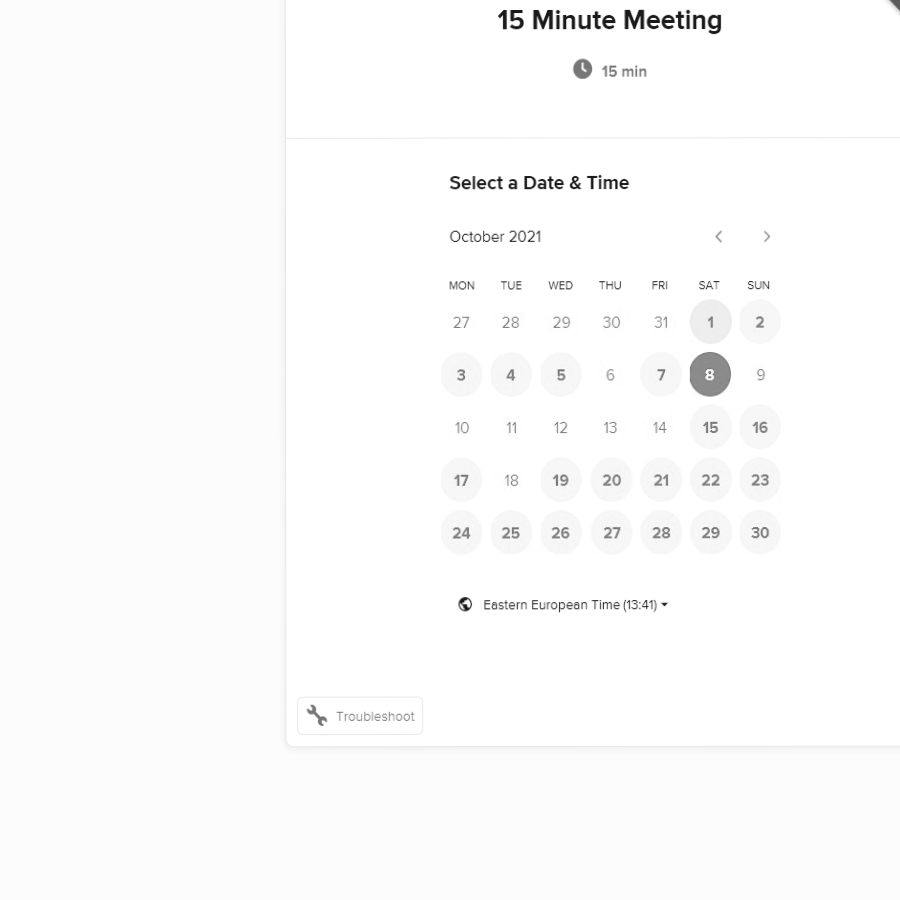 15 Minute Meeting
15 min
Select a Date & Time
October 2021
MON TUE WED THU FRI SAT SUN
27 28 29 30 31 1 2
3 4 5 6 7 8 9
10 11 12 13 14 15 16
17 18 19 20 21 22 23
24 25 26 27 28 29 30
Eastern European Time (13:41)
Troubleshoot